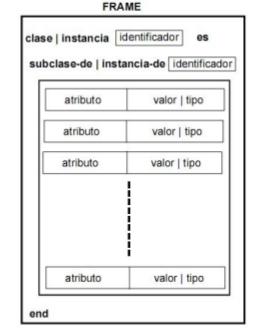 FRAME
clase | instancia identificador es
subclase-de | instancia-de identificador
atributo valor | tipo
atributo valor | tipo
atributo valor | tipo
atributo valor | tipo
end